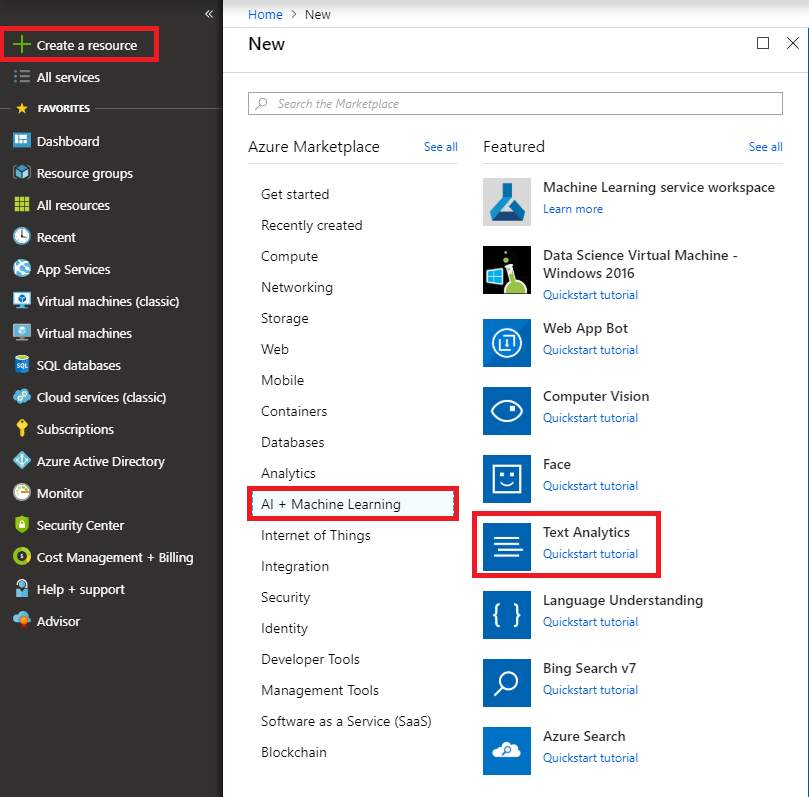 «
Create a resource
All services
FAVORITES
Dashboard
Resource groups
All resources
Recent
App Services
Virtual machines (classic)
Virtual machines
SQL
SQL databases
Cloud services (classic)
Subscriptions
Azure Active Directory
Monitor
Security Center
Cost Management + Billing
Help + support
Advisor
Home > New
New
Search the Marketplace
Azure Marketplace
See all
Get started
Recently created
Compute
Networking
Storage
Web
Mobile
Containers
Databases
Analytics
AI + Machine Learning
Internet of Things
Integration
Security
Identity
Developer Tools
Management Tools
Software as a Service (SaaS)
Blockchain
Featured
See all
Machine Learning service workspace
Learn more
Data Science Virtual Machine -
Windows 2016
Quickstart tutorial
Web App Bot
Quickstart tutorial
Computer Vision
Quickstart tutorial
Face
Quickstart tutorial
Text Analytics
Quickstart tutorial
{ }
Language Understanding
Quickstart tutorial
Bing Search v7
Quickstart tutorial
Azure Search
Quickstart tutorial